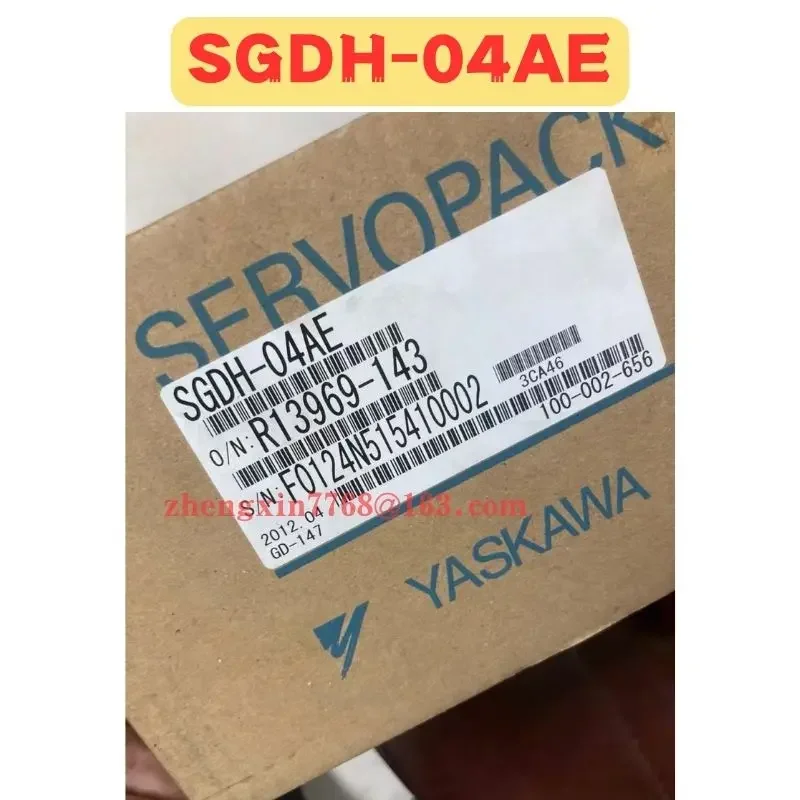 SGDH-04AE
SERVOPACK
SGDH-04AE
O/N: R13969-143
3CA46
S/N: F0124N515410002
100-002-656
2012.04
GD-147
zhengxin7768@163.com
YASKAWA